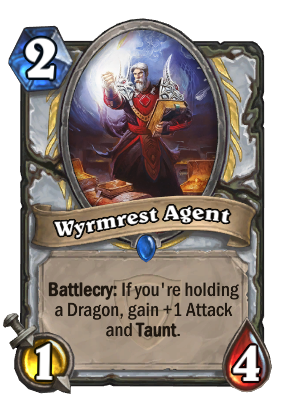 2
Wyrmrest Agent
Battlecry: If you're holding
a Dragon, gain +1 Attack
and Taunt.
1
4